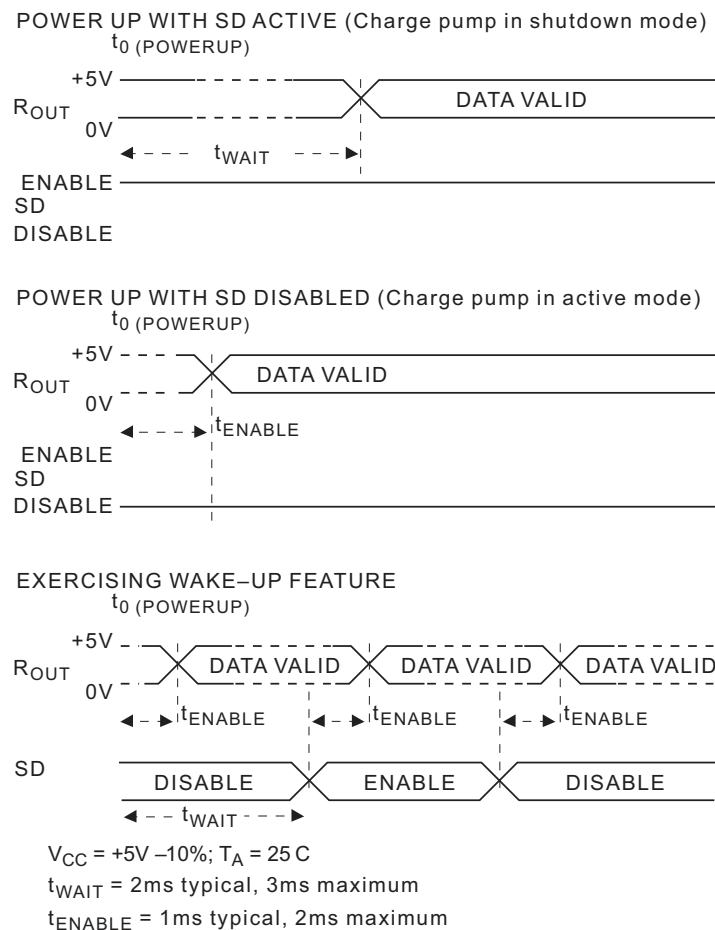 POWER UP WITH SD ACTIVE (Charge pump in shutdown mode)
t0 (POWERUP)
+5V
ROUT
DATA VALID
0V
tWAIT
ENABLE
SD
DISABLE
POWER UP WITH SD DISABLED (Charge pump in active mode)
t0 (POWERUP)
+5V
ROUT
DATA VALID
0V
tENABLE
ENABLE
SD
DISABLE
EXERCISING WAKE–UP FEATURE
t0 (POWERUP)
+5V
ROUT
DATA VALID DATA VALID DATA VALID
0V
tENABLE tENABLE tENABLE
SD
DISABLE ENABLE DISABLE
tWAIT
VCC = +5V –10%; TA = 25 C
tWAIT = 2ms typical, 3ms maximum
tENABLE = 1ms typical, 2ms maximum